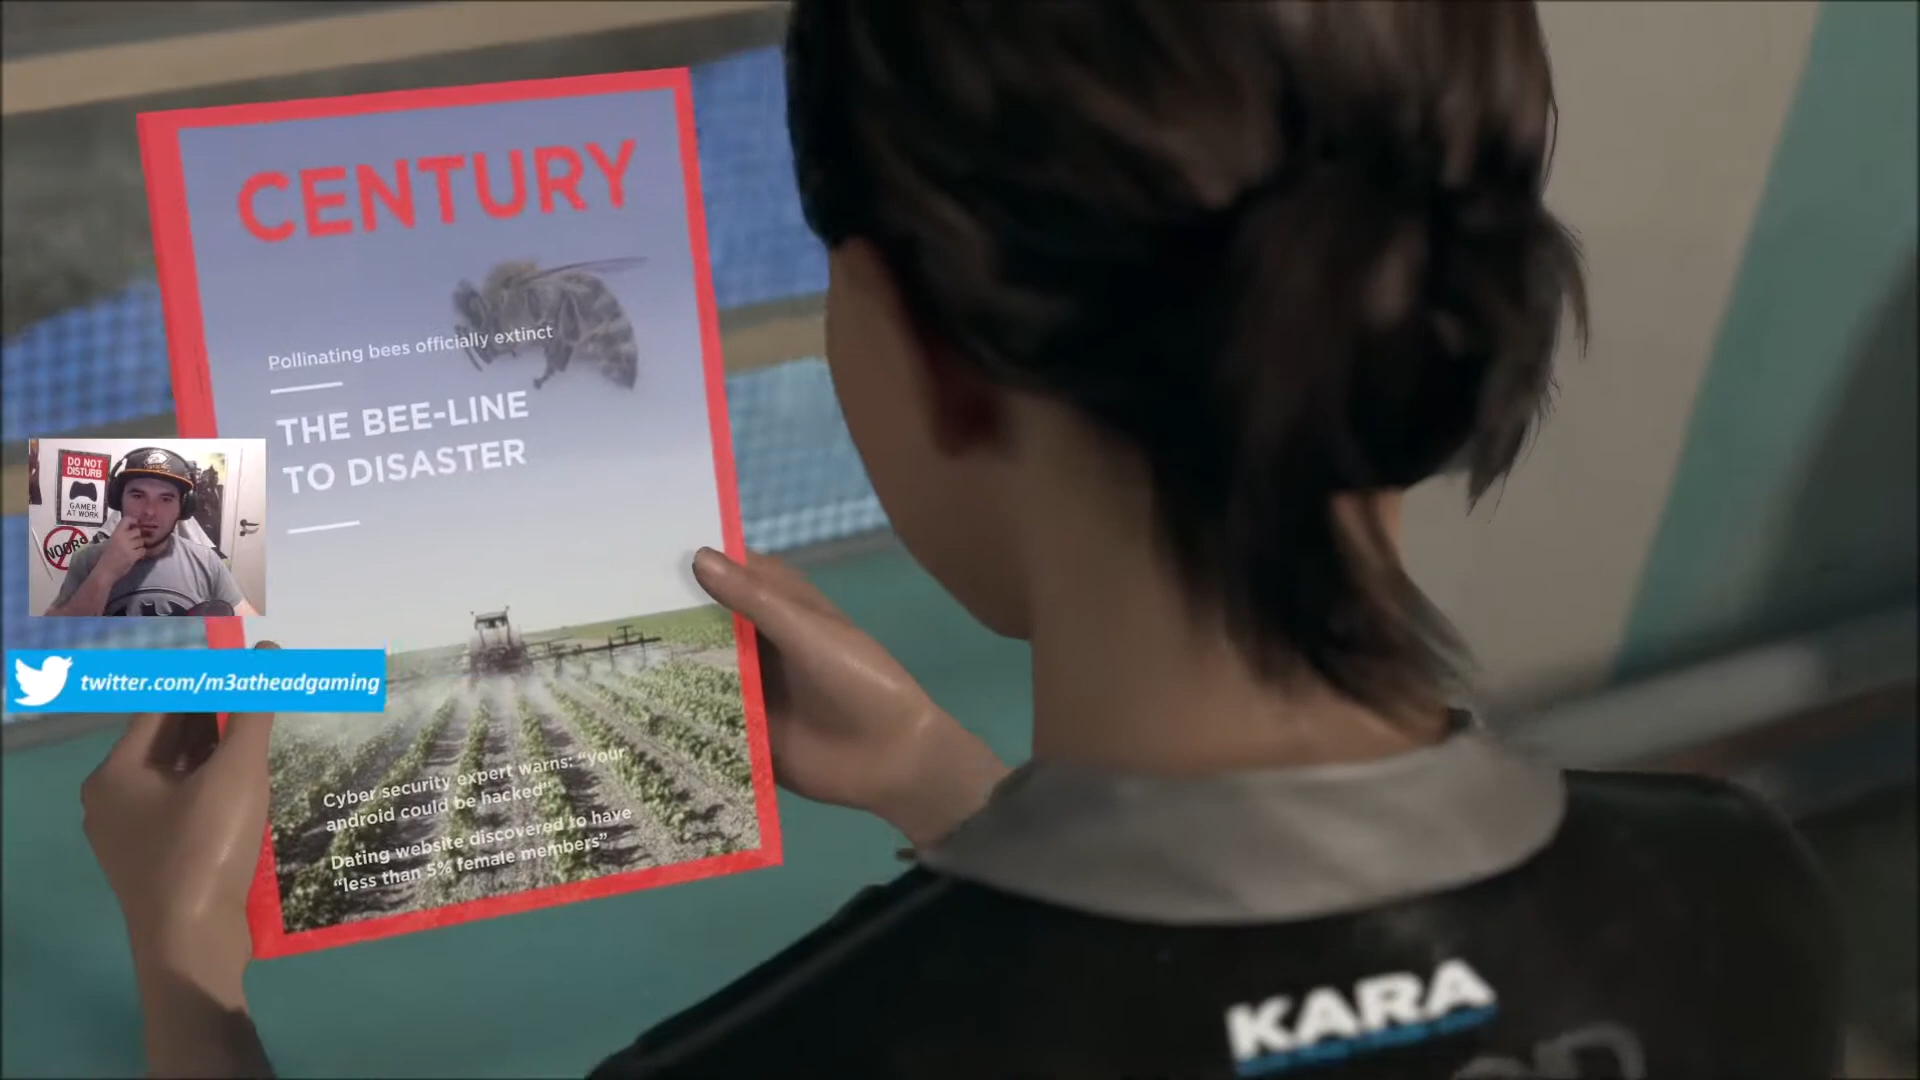 CENTURY
Pollinating bees officially extinct
THE BEE-LINE
TO DISASTER
DO NOT
DISTURB
GAMER
AT WORK
NOOBS
twitter.com/m3atheadgaming
Cyber security expert warns: “your
android could be hacked”
Dating website discovered to have
“less than 5% female members”
KARA